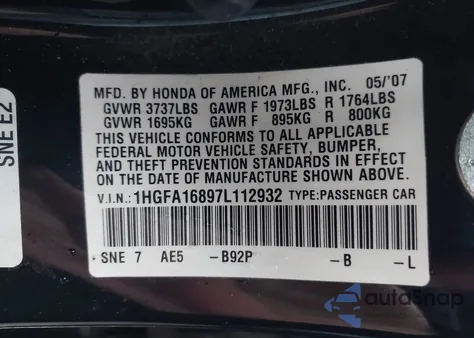 MFD. BY HONDA OF AMERICA MFG., INC. 05/'07
GVWR 3737LBS GAWR F 1973LBS R 1764LBS
GVWR 1695KG GAWR F 895KG R 800KG
THIS VEHICLE CONFORMS TO ALL APPLICABLE
FEDERAL MOTOR VEHICLE SAFETY, BUMPER,
AND THEFT PREVENTION STANDARDS IN EFFECT
ON THE DATE OF MANUFACTURE SHOWN ABOVE.
V.I.N.: 1HGFA16897L112932 TYPE:PASSENGER CAR
SNE 7 AE5 -B92P -B -L
SNE E2
autoSnap